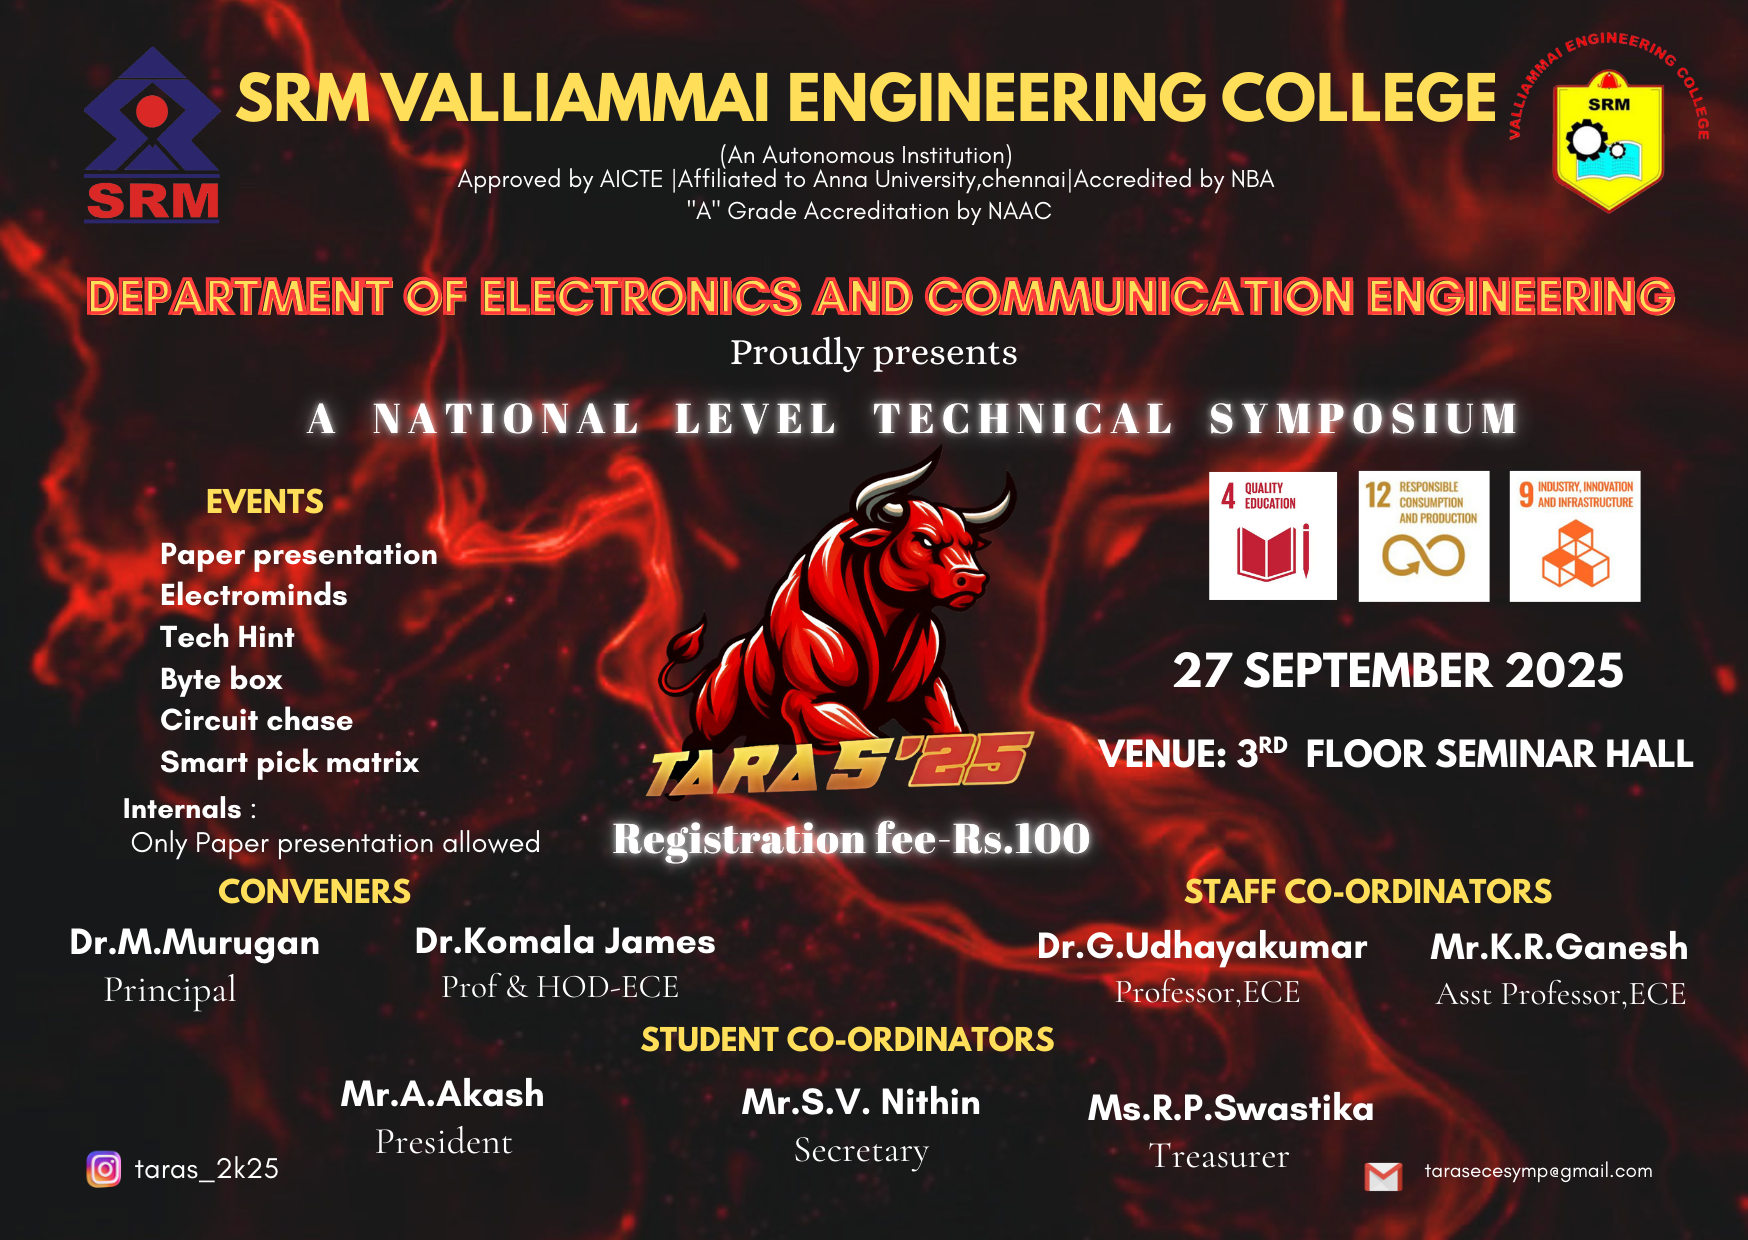 SRM VALLIAMMAI ENGINEERING COLLEGE
SRM
VALLIAMMAI ENGINEERING COLLEGE
SRM
(An Autonomous Institution)
Approved by AICTE |Affiliated to Anna University,chennai|Accredited by NBA
"A" Grade Accreditation by NAAC
DEPARTMENT OF ELECTRONICS AND COMMUNICATION ENGINEERING
Proudly presents
A NATIONAL LEVEL TECHNICAL SYMPOSIUM
EVENTS
Paper presentation
Electrominds
Tech Hint
Byte box
Circuit chase
Smart pick matrix
Internals :
Only Paper presentation allowed
TARAS'25
Registration fee-Rs.100
4 QUALITY
EDUCATION
12 RESPONSIBLE
CONSUMPTION
AND PRODUCTION
9 INDUSTRY, INNOVATION
AND INFRASTRUCTURE
27 SEPTEMBER 2025
VENUE: 3RD FLOOR SEMINAR HALL
CONVENERS
Dr.M.Murugan
Principal
Dr.Komala James
Prof & HOD-ECE
STAFF CO-ORDINATORS
Dr.G.Udhayakumar
Professor,ECE
Mr.K.R.Ganesh
Asst Professor,ECE
STUDENT CO-ORDINATORS
Mr.A.Akash
President
Mr.S.V. Nithin
Secretary
Ms.R.P.Swastika
Treasurer
taras_2k25
tarasecesymp@gmail.com